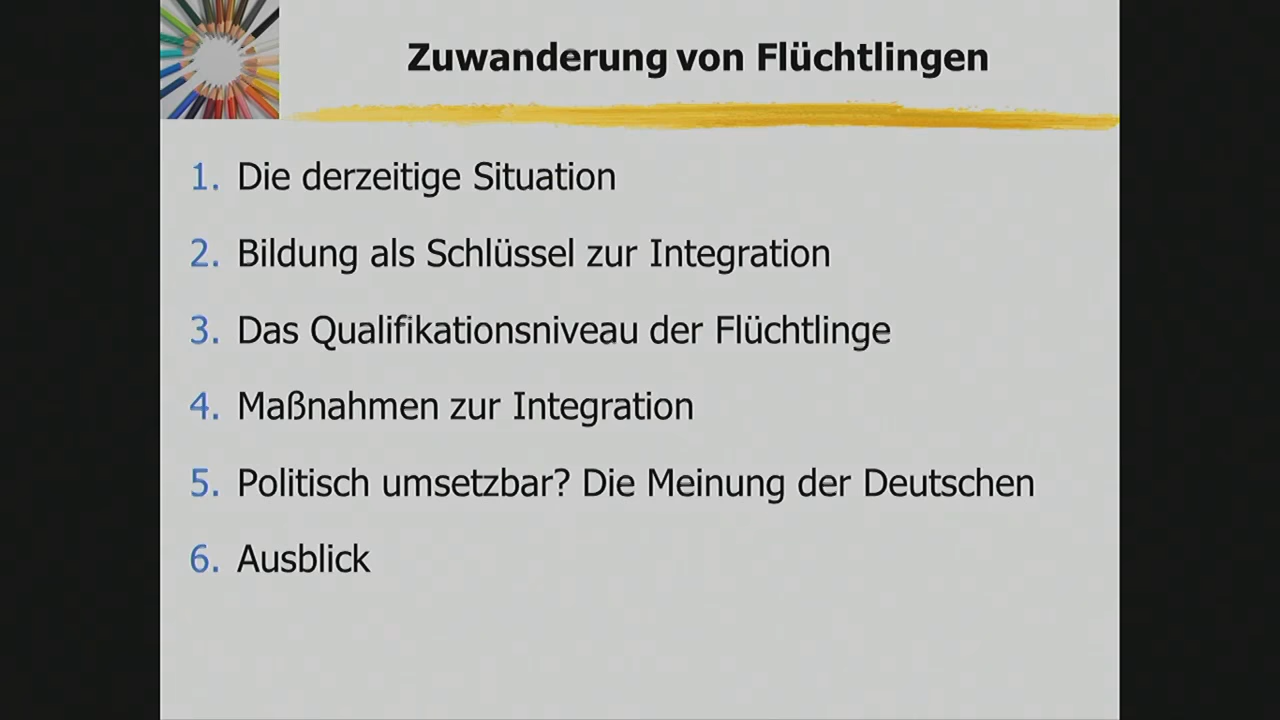 Zuwanderung von Flüchtlingen
1. Die derzeitige Situation
2. Bildung als Schlüssel zur Integration
3. Das Qualifikationsniveau der Flüchtlinge
4. Maßnahmen zur Integration
5. Politisch umsetzbar? Die Meinung der Deutschen
6. Ausblick